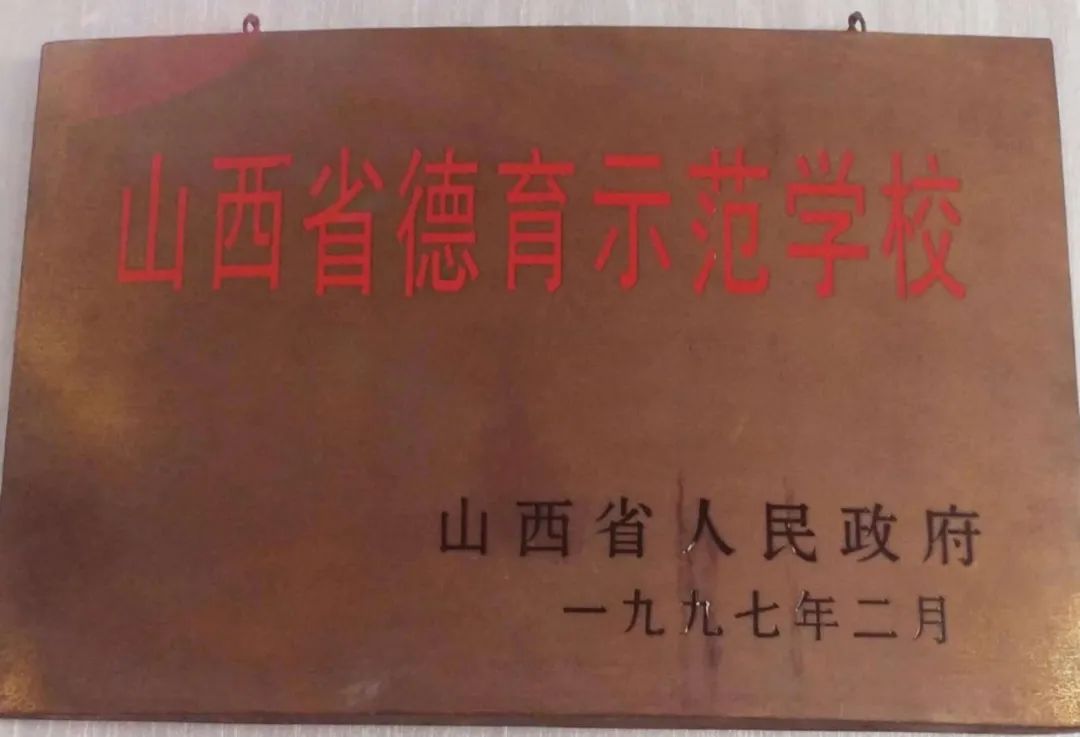 山西省德育示范学校
山西省人民政府
一九九七年二月